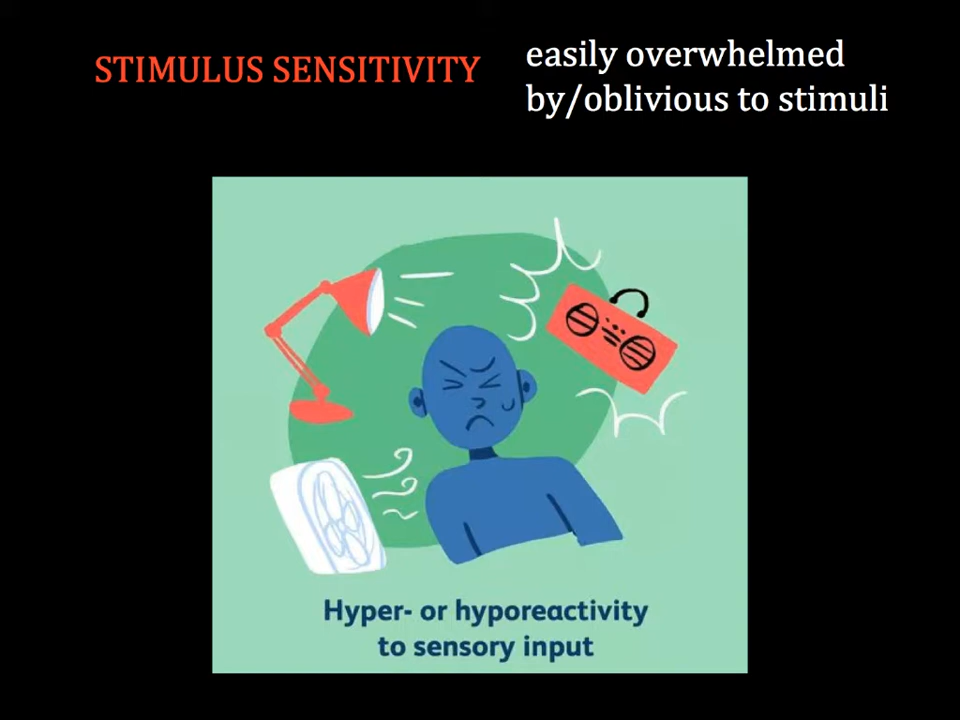 STIMULUS SENSITIVITY
easily overwhelmed
by/oblivious to stimuli
Hyper- or hyporeactivity
to sensory input